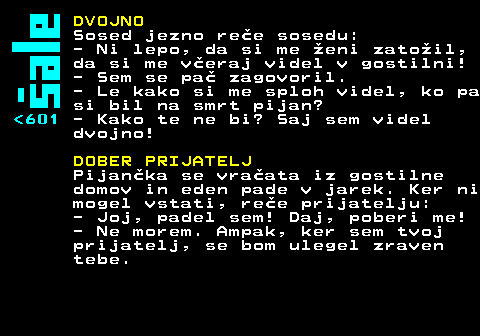 Šale
<601
DVOJNO
Sosed jezno reče sosedu:
- Ni lepo, da si me ženi zatožil,
da si me včeraj videl v gostilni!
- Sem se pač zagovoril.
- Le kako si me sploh videl, ko pa
si bil na smrt pijan?
- Kako te ne bi? Saj sem videl
dvojno!
DOBER PRIJATELJ
Pijančka se vračata iz gostilne
domov in eden pade v jarek. Ker ni
mogel vstati, reče prijatelju:
- Joj, padel sem! Daj, poberi me!
- Ne morem. Ampak, ker sem tvoj
prijatelj, se bom ulegel zraven
tebe.